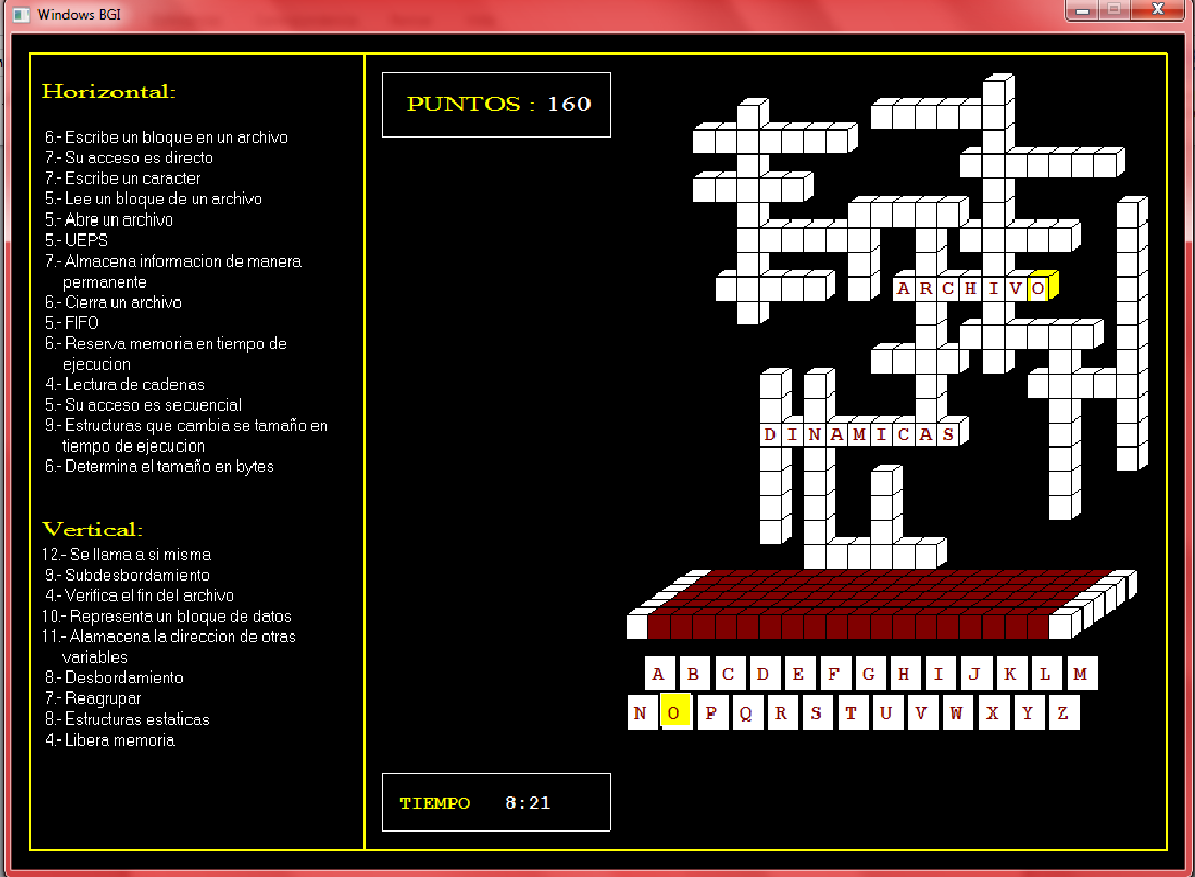 Windows BGI
Horizontal:
6.- Escribe un bloque en un archivo
7.- Su acceso es directo
7.- Escribe un caracter
5.- Lee un bloque de un archivo
5.- Abre un archivo
5.- UEPS
7.- Almacena informacion de manera
permanente
6.- Cierra un archivo
5.- FIFO
6.- Reserva memoria en tiempo de
ejecucion
4.- Lectura de cadenas
5.- Su acceso es secuencial
9.- Estructuras que cambia se tamaño en
tiempo de ejecucion
6.- Determina el tamaño en bytes
Vertical:
12.- Se llama a si misma
9.- Subdesbordamiento
4.- Verifica el fin del archivo
10.- Representa un bloque de datos
11.- Alamacena la direccion de otras
variables
8.- Desbordamiento
7.- Reagrupar
8.- Estructuras estaticas
4.- Libera memoria
PUNTOS : 160
ARCHIVO
DINAMICAS
A B C D E F G H I J K L M
N O P Q R S T U V W X Y Z
TIEMPO 8:21